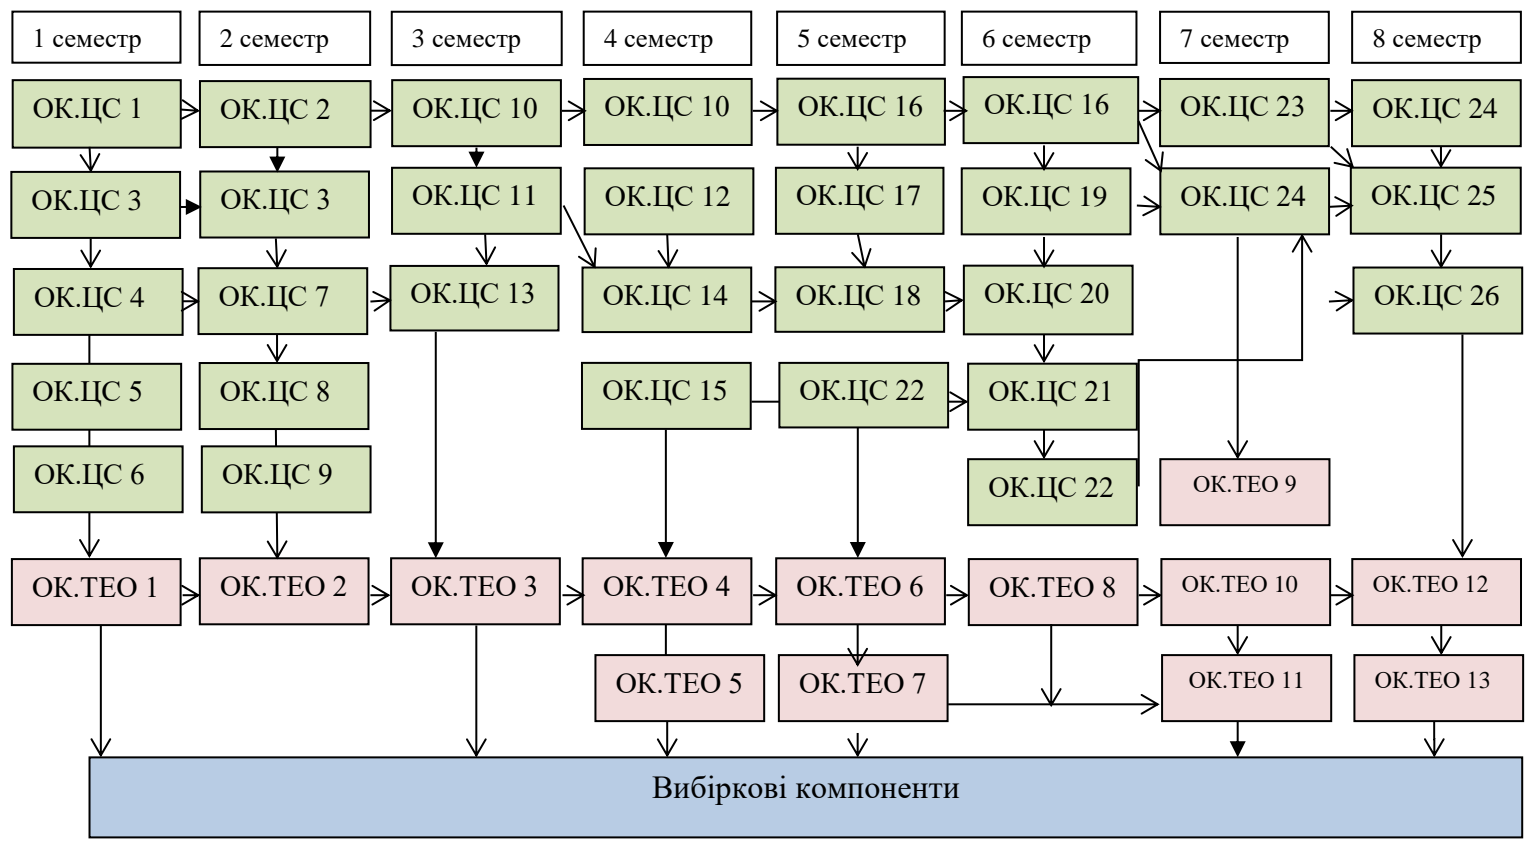 1 семестр
2 семестр
3 семестр
4 семестр
5 семестр
6 семестр
7 семестр
8 семестр
ОК.ЦС 1
ОК.ЦС 2
ОК.ЦС 10
ОК.ЦС 10
ОК.ЦС 16
ОК.ЦС 16
ОК.ЦС 23
ОК.ЦС 24
ОК.ЦС 3
ОК.ЦС 3
ОК.ЦС 11
ОК.ЦС 12
ОК.ЦС 17
ОК.ЦС 19
ОК.ЦС 24
ОК.ЦС 25
ОК.ЦС 4
ОК.ЦС 7
ОК.ЦС 13
ОК.ЦС 14
ОК.ЦС 18
ОК.ЦС 20
ОК.ЦС 26
ОК.ЦС 5
ОК.ЦС 8
ОК.ЦС 15
ОК.ЦС 22
ОК.ЦС 21
ОК.ЦС 6
ОК.ЦС 9
ОК.ЦС 22
ОК.ТЕО 9
ОК.ТЕО 1
ОК.ТЕО 2
ОК.ТЕО 3
ОК.ТЕО 4
ОК.ТЕО 6
ОК.ТЕО 8
ОК.ТЕО 10
ОК.ТЕО 12
ОК.ТЕО 5
ОК.ТЕО 7
ОК.ТЕО 11
ОК.ТЕО 13
Вибіркові компоненти